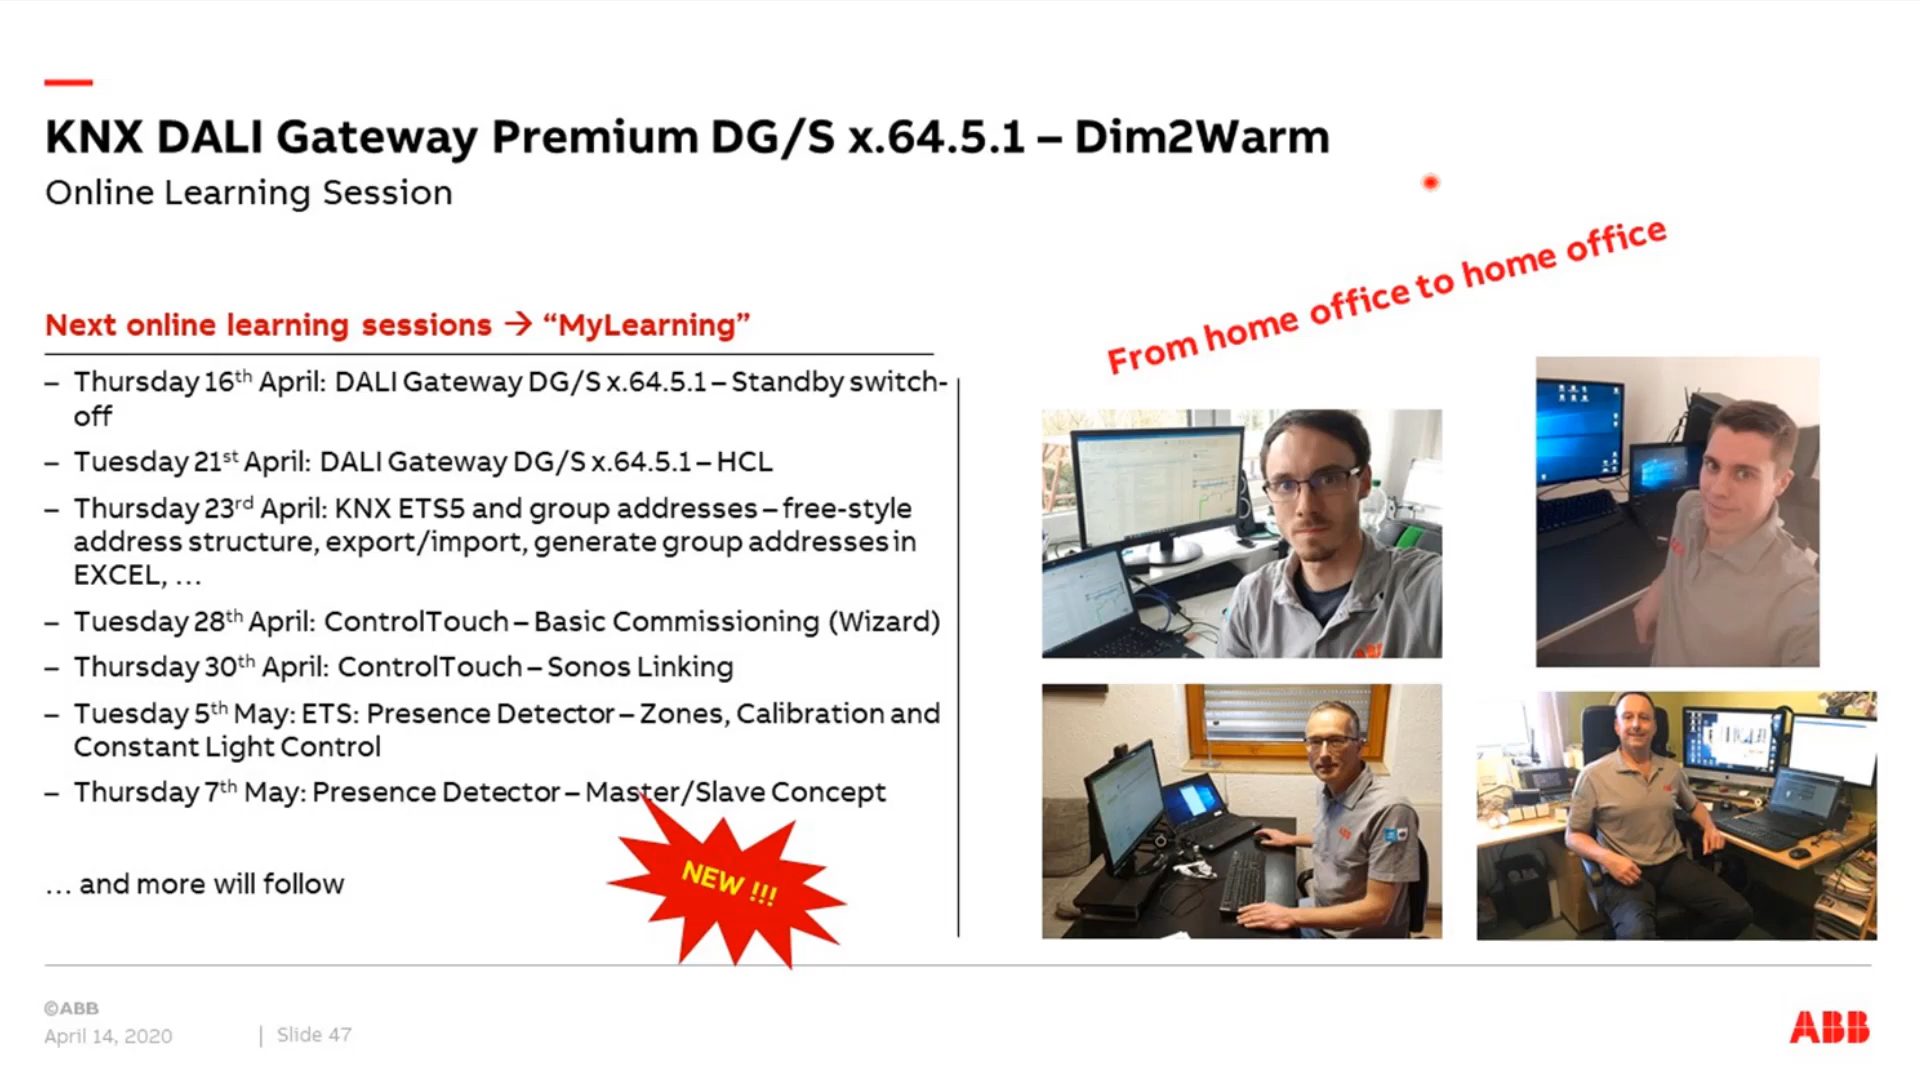 KNX DALI Gateway Premium DG/S x.64.5.1 – Dim2Warm
Online Learning Session
From home office to home office
Next online learning sessions → “MyLearning”
– Thursday 16th April: DALI Gateway DG/S x.64.5.1 – Standby switch-
off
– Tuesday 21st April: DALI Gateway DG/S x.64.5.1 – HCL
– Thursday 23rd April: KNX ETS5 and group addresses – free-style
address structure, export/import, generate group addresses in
EXCEL, …
– Tuesday 28th April: ControlTouch – Basic Commissioning (Wizard)
– Thursday 30th April: ControlTouch – Sonos Linking
– Tuesday 5th May: ETS: Presence Detector – Zones, Calibration and
Constant Light Control
– Thursday 7th May: Presence Detector – Master/Slave Concept
NEW !!!
… and more will follow
©ABB
April 14, 2020 | Slide 47
ABB